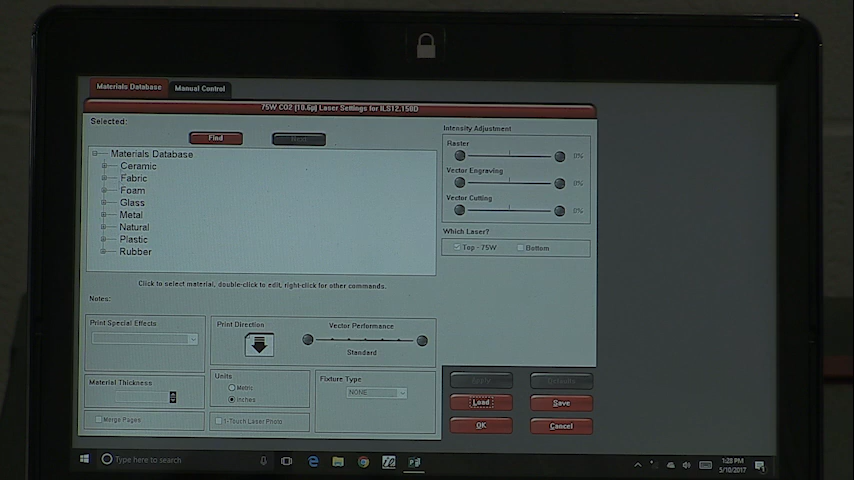 Materials Database Manual Control
75W CO2 (10.6µ) Laser Settings for ILS12.150D
Selected:
Find
Next
Materials Database
Ceramic
Fabric
Foam
Glass
Metal
Natural
Plastic
Rubber
Click to select material, double-click to edit, right-click for other commands.
Notes:
Intensity Adjustment
Raster
0%
Vector Engraving
0%
Vector Cutting
0%
Which Laser?
Top - 75W Bottom
Print Special Effects
Print Direction
Vector Performance
Standard
Material Thickness
Units
Metric
Inches
Fixture Type
NONE
Merge Pages
1-Touch Laser Photo
Apply Defaults
Load Save
OK Cancel
Type here to search
1:28 PM
5/10/2017